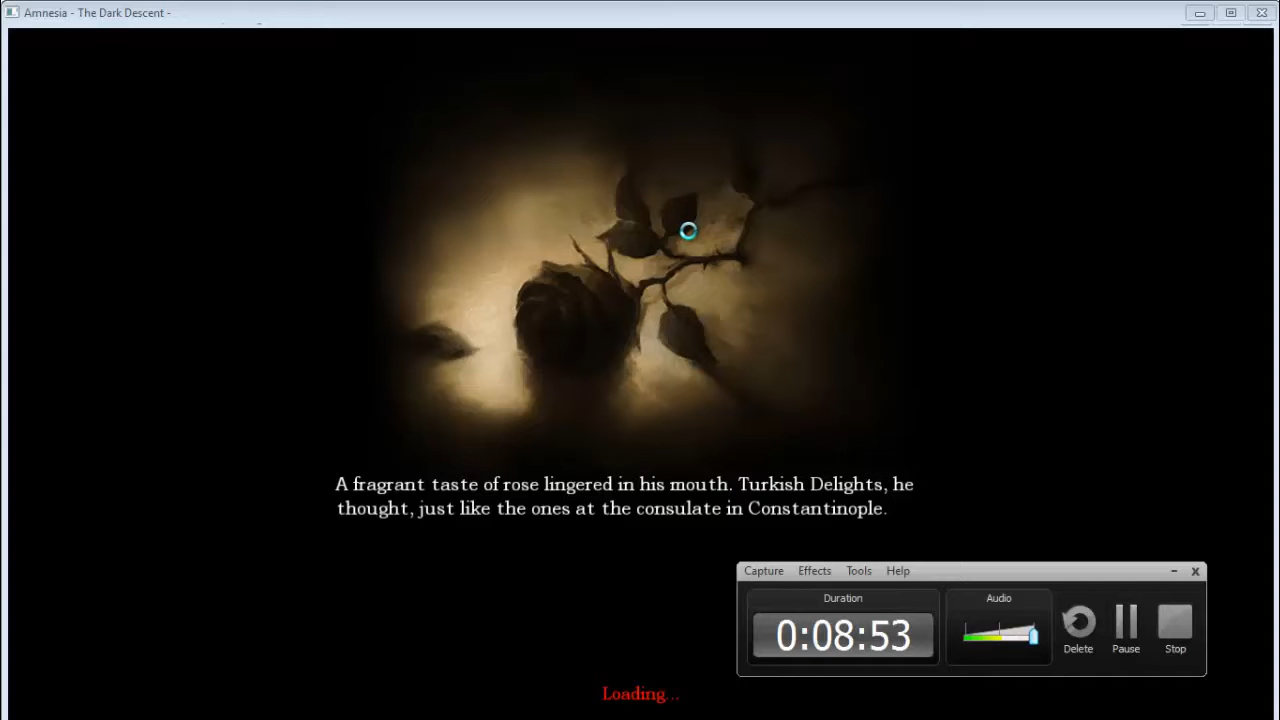 Amnesia - The Dark Descent -
A fragrant taste of rose lingered in his mouth. Turkish Delights, he
thought, just like the ones at the consulate in Constantinople.
Capture Effects Tools Help
Duration Audio
0:08:53
Delete Pause Stop
Loading...